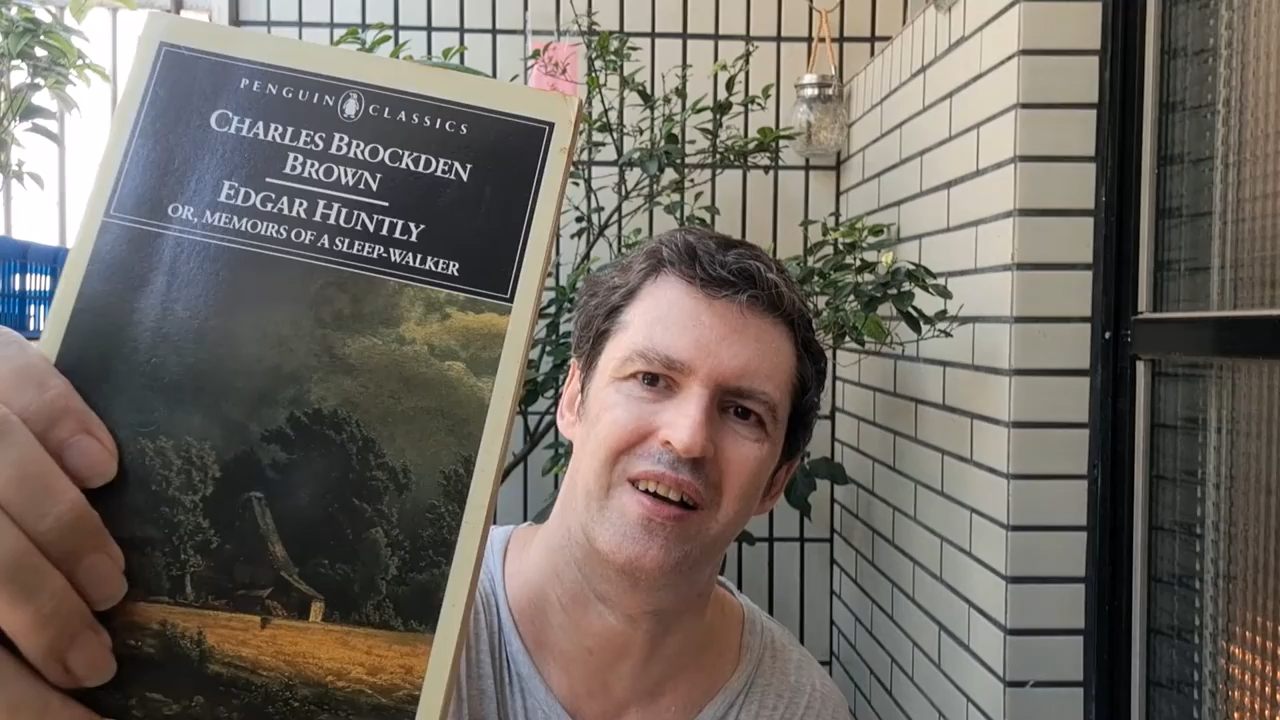 PENGUIN CLASSICS
CHARLES BROCKDEN
BROWN
EDGAR HUNTLY
OR, MEMOIRS OF A SLEEP-WALKER